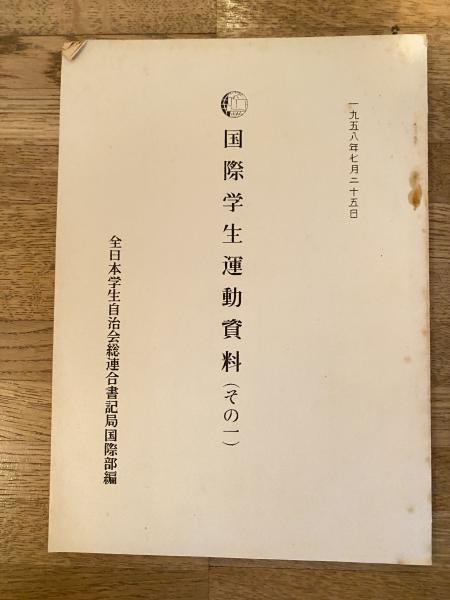 一九五八年七月二十五日
国際学生運動資料(その一)
全日本学生自治会総連合書記局国際部編